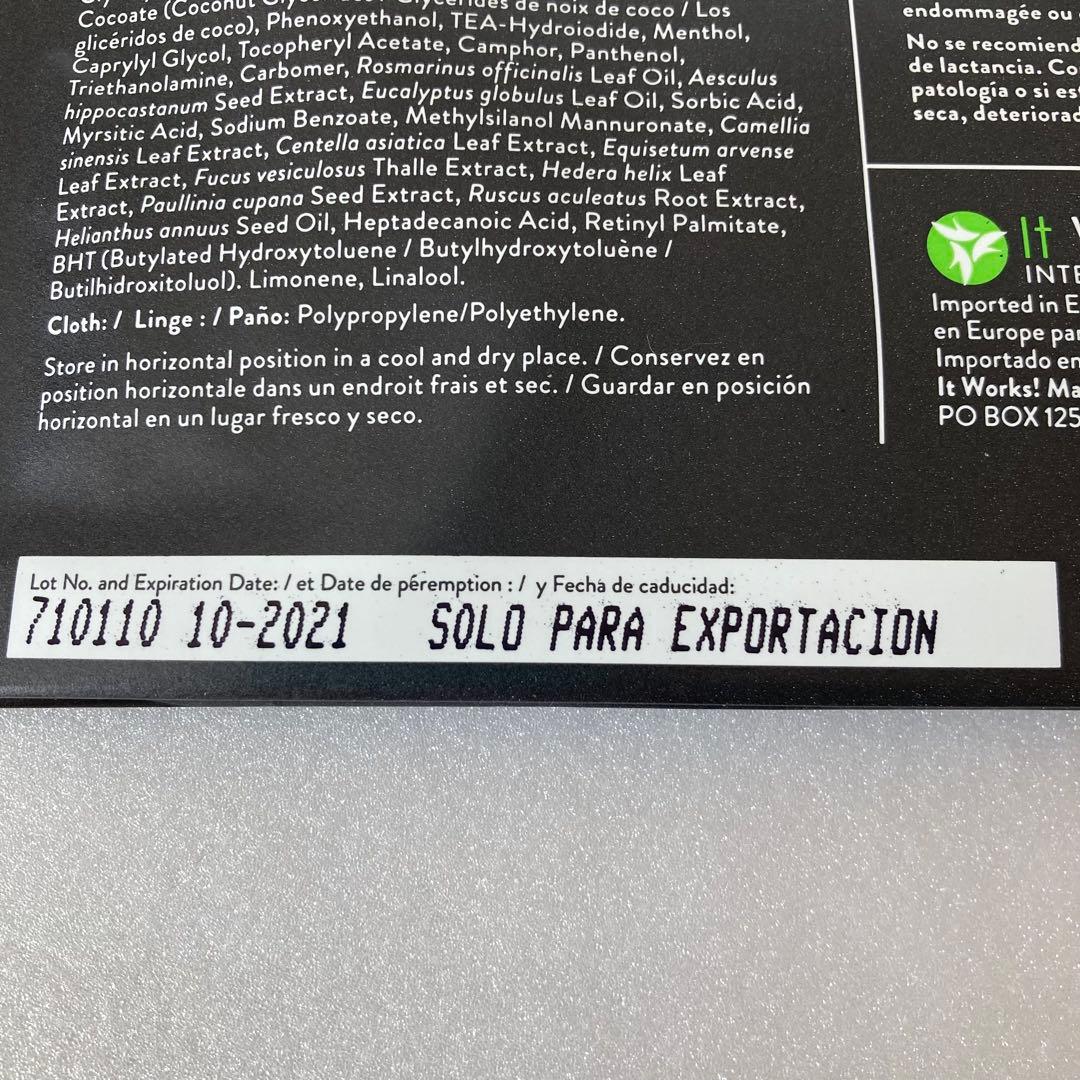 Cocoate (Coconut Glycerides de noix de coco / Los
glicéridos de coco), Phenoxyethanol, TEA-Hydroiodide, Menthol,
Caprylyl Glycol, Tocopheryl Acetate, Camphor, Panthenol,
Triethanolamine, Carbomer, Rosmarinus officinalis Leaf Oil, Aesculus
hippocastanum Seed Extract, Eucalyptus globulus Leaf Oil, Sorbic Acid,
Myrsitic Acid, Sodium Benzoate, Methylsilanol Mannuronate, Camellia
sinensis Leaf Extract, Centella asiatica Leaf Extract, Equisetum arvense
Leaf Extract, Fucus vesiculosus Thalle Extract, Hedera helix Leaf
Extract, Paullinia cupana Seed Extract, Ruscus aculeatus Root Extract,
Helianthus annuus Seed Oil, Heptadecanoic Acid, Retinyl Palmitate,
BHT (Butylated Hydroxytoluene / Butylhydroxytoluène /
Butilhidroxitoluol). Limonene, Linalool.
Cloth: / Linge : / Paño: Polypropylene/Polyethylene.
Store in horizontal position in a cool and dry place. / Conservez en
position horizontale dans un endroit frais et sec. / Guardar en posición
horizontal en un lugar fresco y seco.
endommagée ou
No se recomiend
de lactancia. Co
patologia o si es
seca, deteriorad
It
INTE
Imported in E
en Europe par
Importado en
It Works! Ma
PO BOX 125
Lot No. and Expiration Date: / et Date de péremption : / y Fecha de caducidad:
710110 10-2021 SOLO PARA EXPORTACION